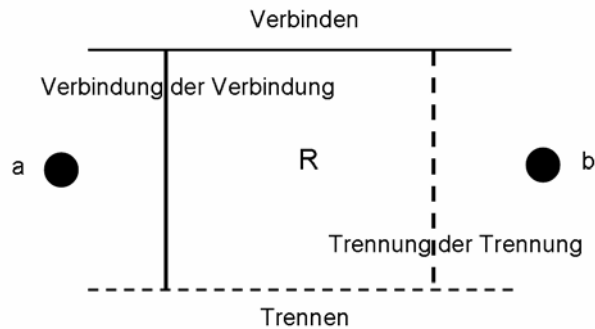 Verbinden
Verbindung der Verbindung
a
R
b
Trennung der Trennung
Trennen